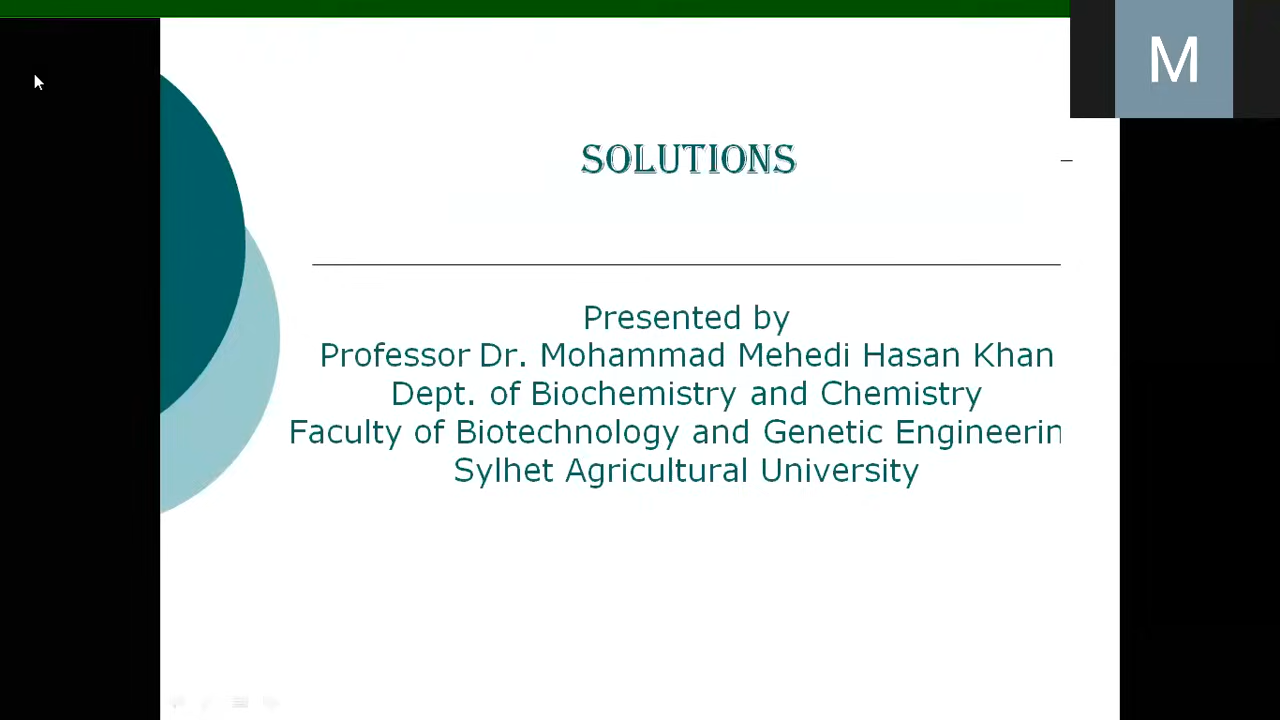 M
SOLUTIONS
Presented by
Professor Dr. Mohammad Mehedi Hasan Khan
Dept. of Biochemistry and Chemistry
Faculty of Biotechnology and Genetic Engineerin
Sylhet Agricultural University